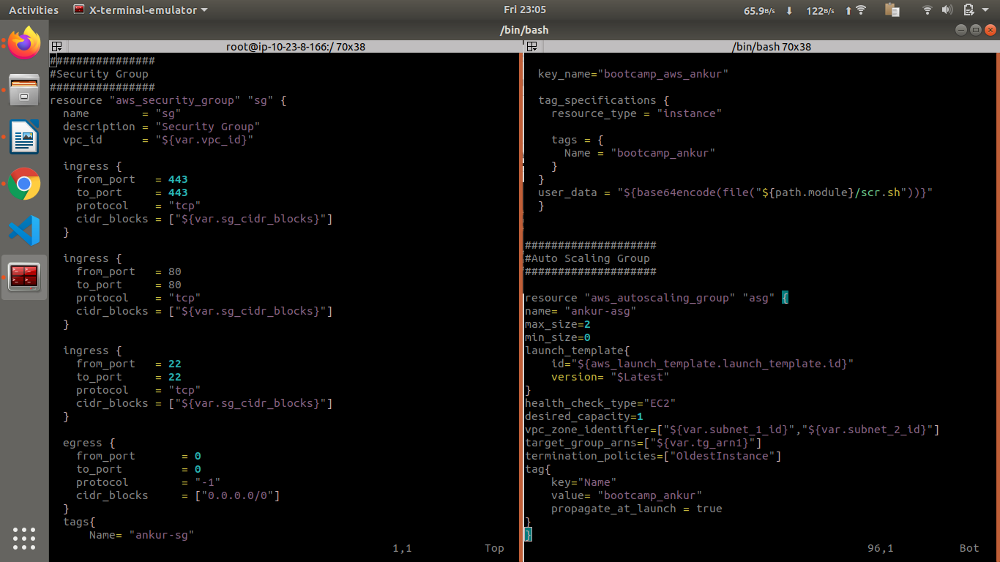 Activities
X-terminal-emulator
Fri 23:05
65.9B/s
122B/s
/bin/bash
root@ip-10-23-8-166:/ 70x38
################
#Security Group
################
resource "aws_security_group" "sg" {
  name        = "sg"
  description = "Security Group"
  vpc_id      = "${var.vpc_id}"
  ingress {
    from_port   = 443
    to_port     = 443
    protocol    = "tcp"
    cidr_blocks = ["${var.sg_cidr_blocks}"]
  }
  ingress {
    from_port   = 80
    to_port     = 80
    protocol    = "tcp"
    cidr_blocks = ["${var.sg_cidr_blocks}"]
  }
  ingress {
    from_port   = 22
    to_port     = 22
    protocol    = "tcp"
    cidr_blocks = ["${var.sg_cidr_blocks}"]
  }
  egress {
    from_port       = 0
    to_port         = 0
    protocol        = "-1"
    cidr_blocks     = ["0.0.0.0/0"]
  }
  tags{
      Name= "ankur-sg"
1,1
Top
/bin/bash 70x38
  key_name="bootcamp_aws_ankur"
  tag_specifications {
    resource_type = "instance"
    tags = {
      Name = "bootcamp_ankur"
    }
  }
  user_data = "${base64encode(file("${path.module}/scr.sh"))}"
  }
####################
#Auto Scaling Group
####################
resource "aws_autoscaling_group" "asg" {
name= "ankur-asg"
max_size=2
min_size=0
launch_template{
    id="${aws_launch_template.launch_template.id}"
    version= "$Latest"
}
health_check_type="EC2"
desired_capacity=1
vpc_zone_identifier=["${var.subnet_1_id}","${var.subnet_2_id}"]
target_group_arns=["${var.tg_arn1}"]
termination_policies=["OldestInstance"]
tag{
    key="Name"
    value= "bootcamp_ankur"
    propagate_at_launch = true
}
}
96,1
Bot